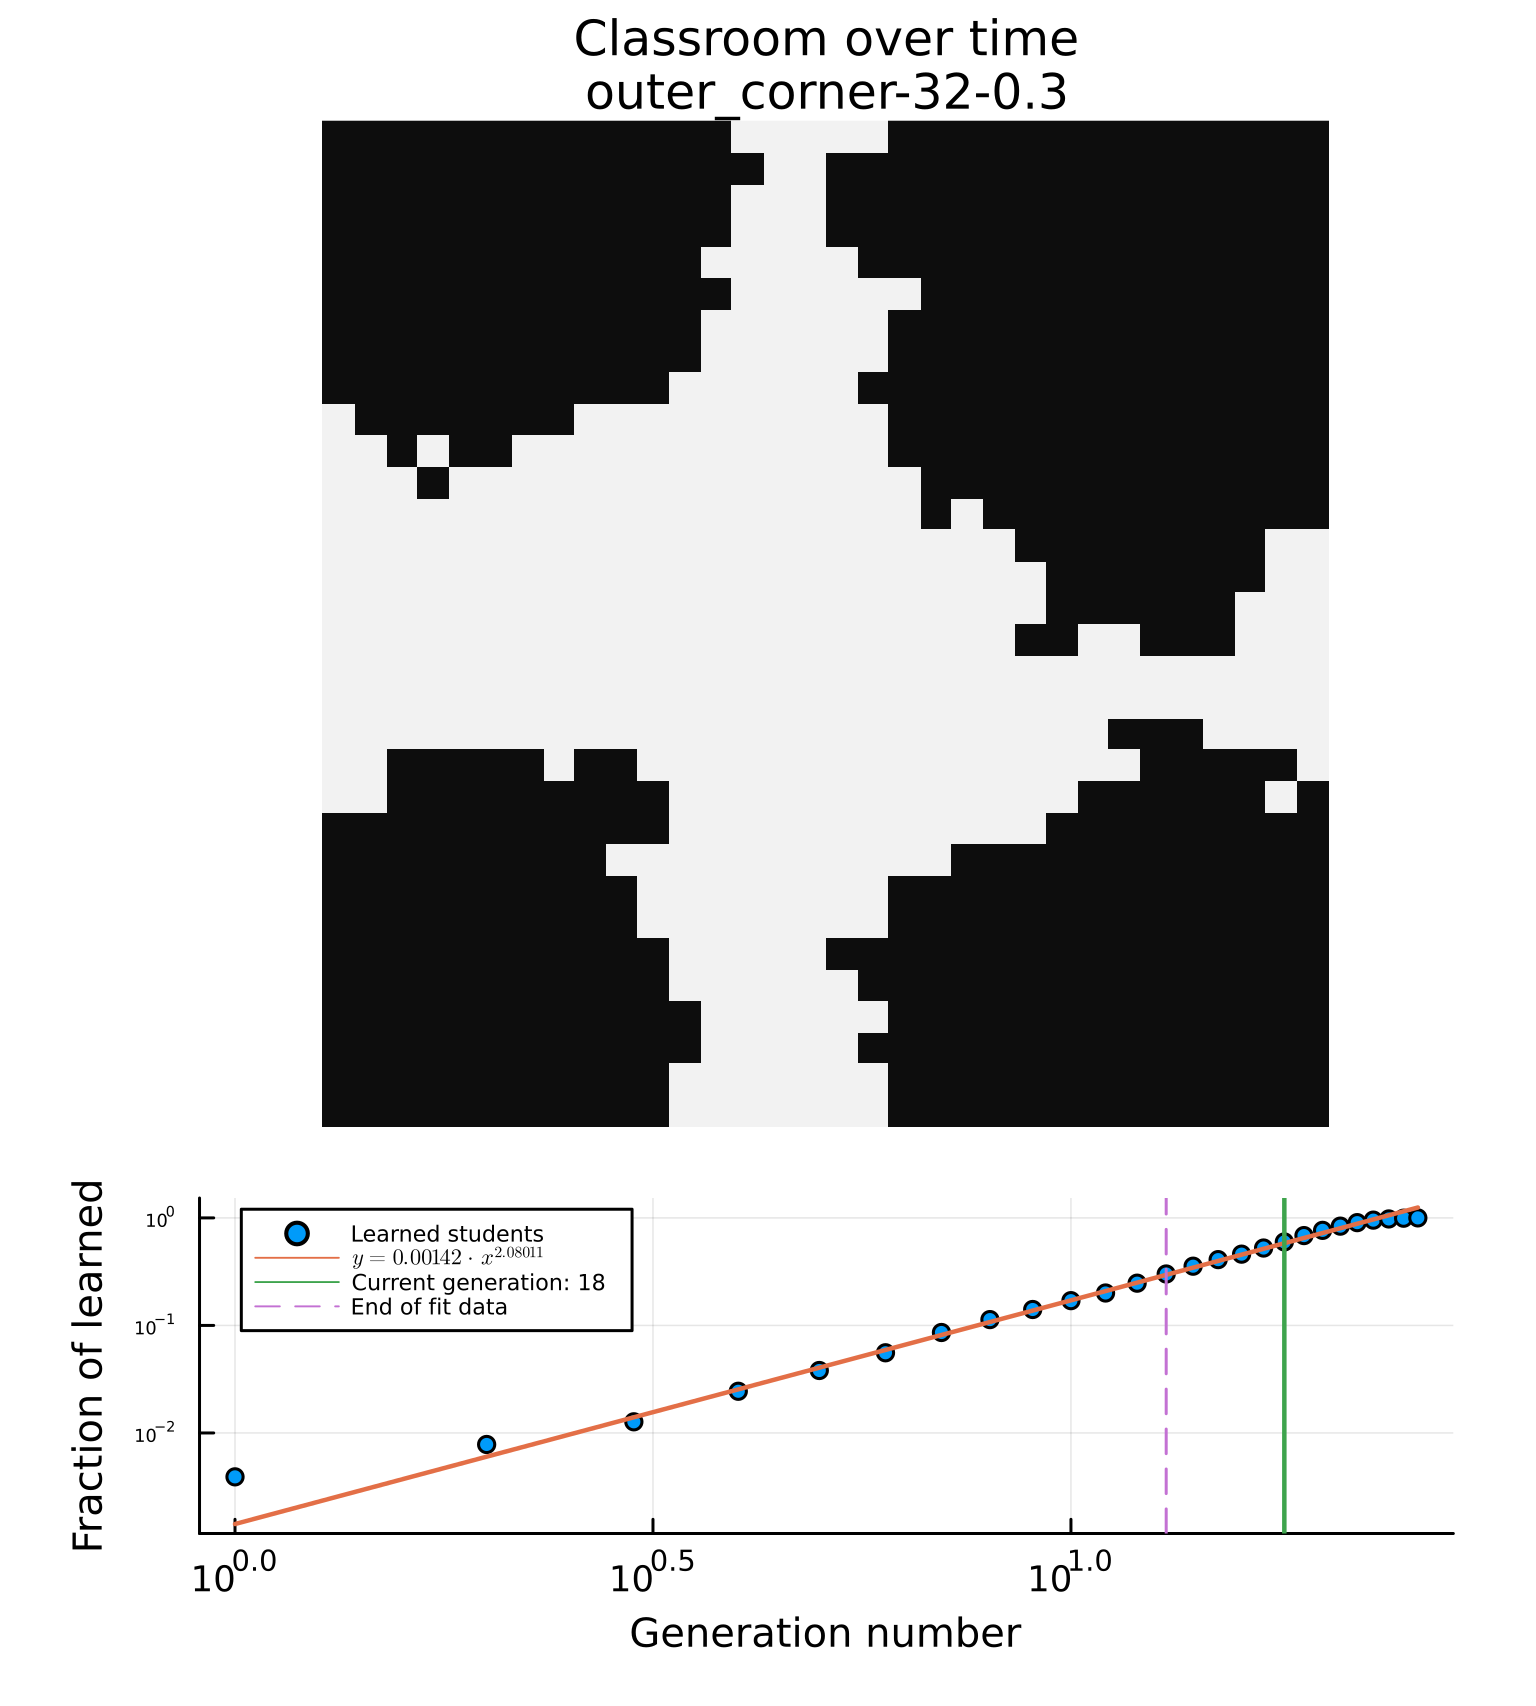 Classroom over time
outer_corner-32-0.3
Fraction of learned
10⁰
10⁻¹
10⁻²
Learned students
y = 0.00142 · x^2.08011
Current generation: 18
End of fit data
10^0.0 10^0.5 10^1.0
Generation number